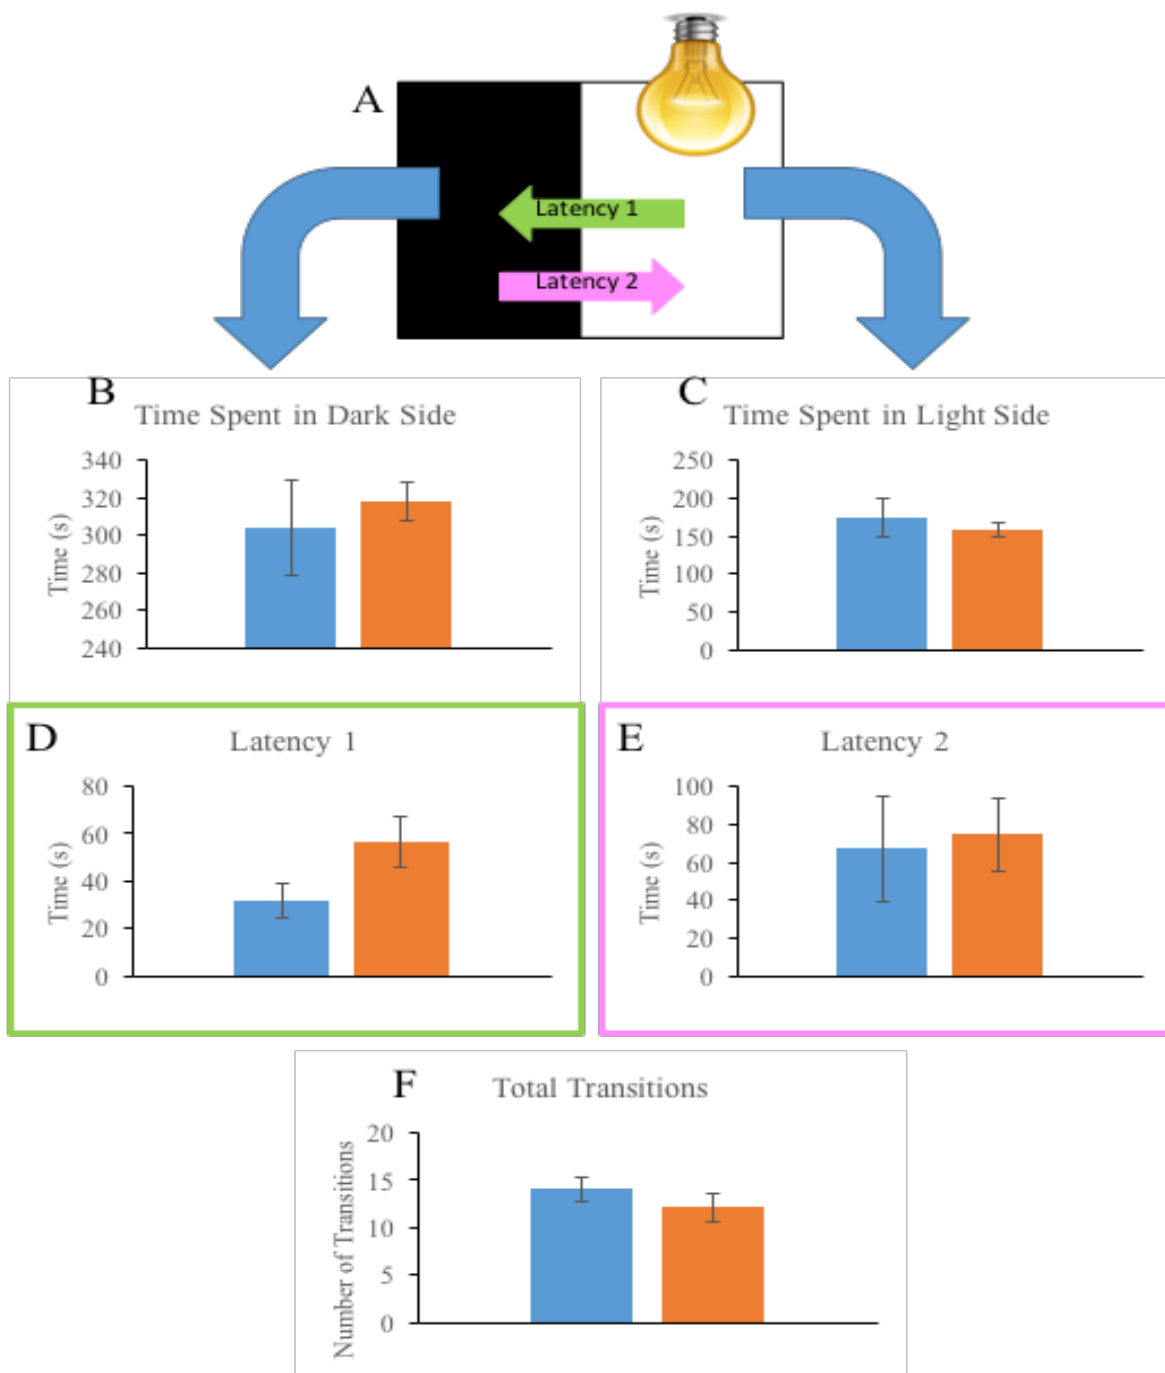 A
Latency 1
Latency 2
B
Time Spent in Dark Side
340
320
300
280
260
240
Time (s)
C
Time Spent in Light Side
250
200
150
100
50
0
Time (s)
D
Latency 1
80
60
40
20
0
Time (s)
E
Latency 2
100
80
60
40
20
0
Time (s)
F
Total Transitions
20
15
10
5
0
Number of Transitions